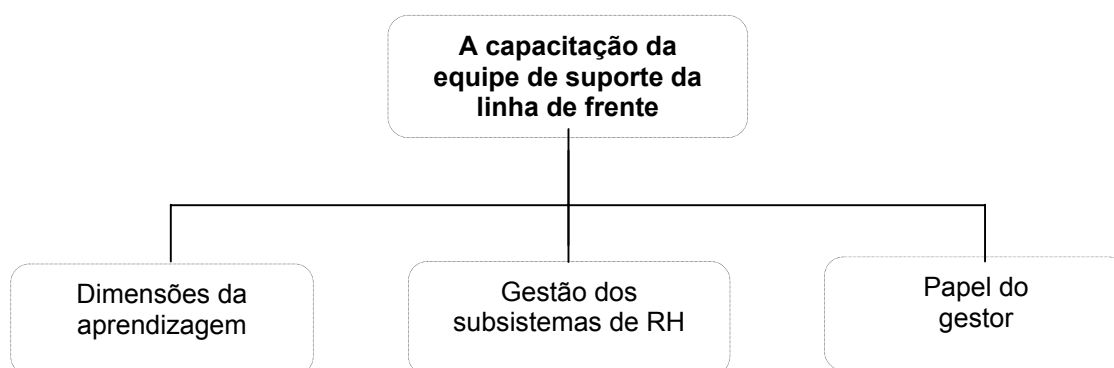 A capacitação da
equipe de suporte da
linha de frente
Dimensões da
aprendizagem
Gestão dos
subsistemas de RH
Papel do
gestor